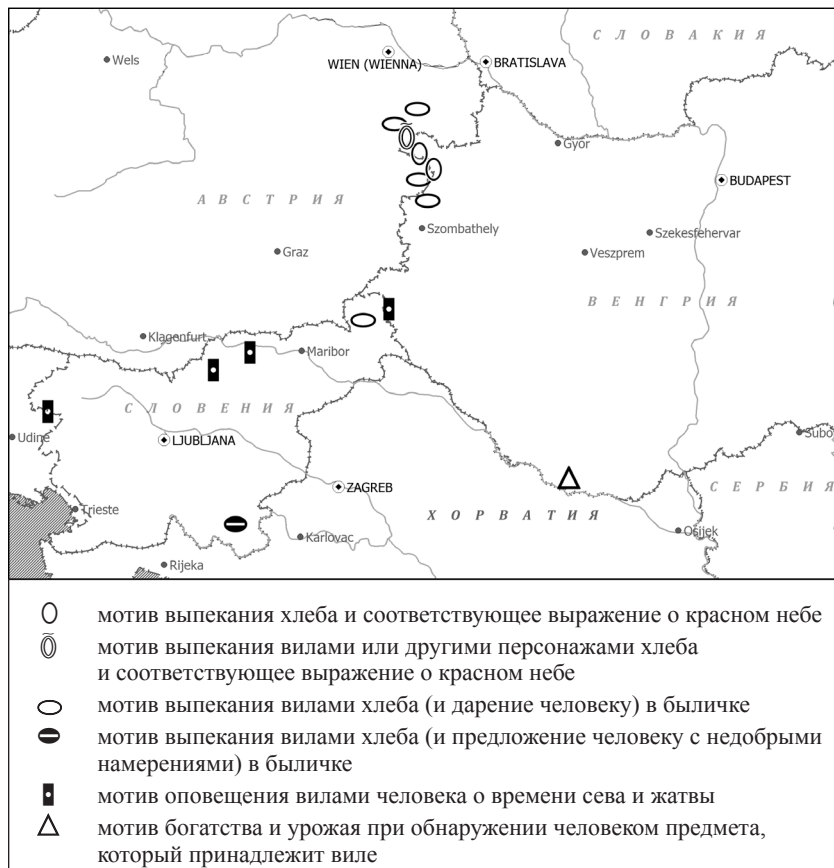 С Л О В А К И Я
Wels
WIEN (WIENNA)
BRATISLAVA
Győr
BUDAPEST
А В С Т Р И Я
Szombathely
Szekesfehervar
Graz
Veszprem
В Е Н Г Р И Я
Klagenfurt
Maribor
С Л О В Е Н И Я
Udine
LJUBLJANA
Subo
ZAGREB
С Е Р Б И Я
Trieste
Х О Р В А Т И Я
Karlovac
Osijek
Rijeka
мотив выпекания хлеба и соответствующее выражение о красном небе
мотив выпекания вилами или другими персонажами хлеба
и соответствующее выражение о красном небе
мотив выпекания вилами хлеба (и дарение человеку) в быличке
мотив выпекания вилами хлеба (и предложение человеку с недобрыми
намерениями) в быличке
мотив оповещения вилами человека о времени сева и жатвы
мотив богатства и урожая при обнаружении человеком предмета,
который принадлежит виле